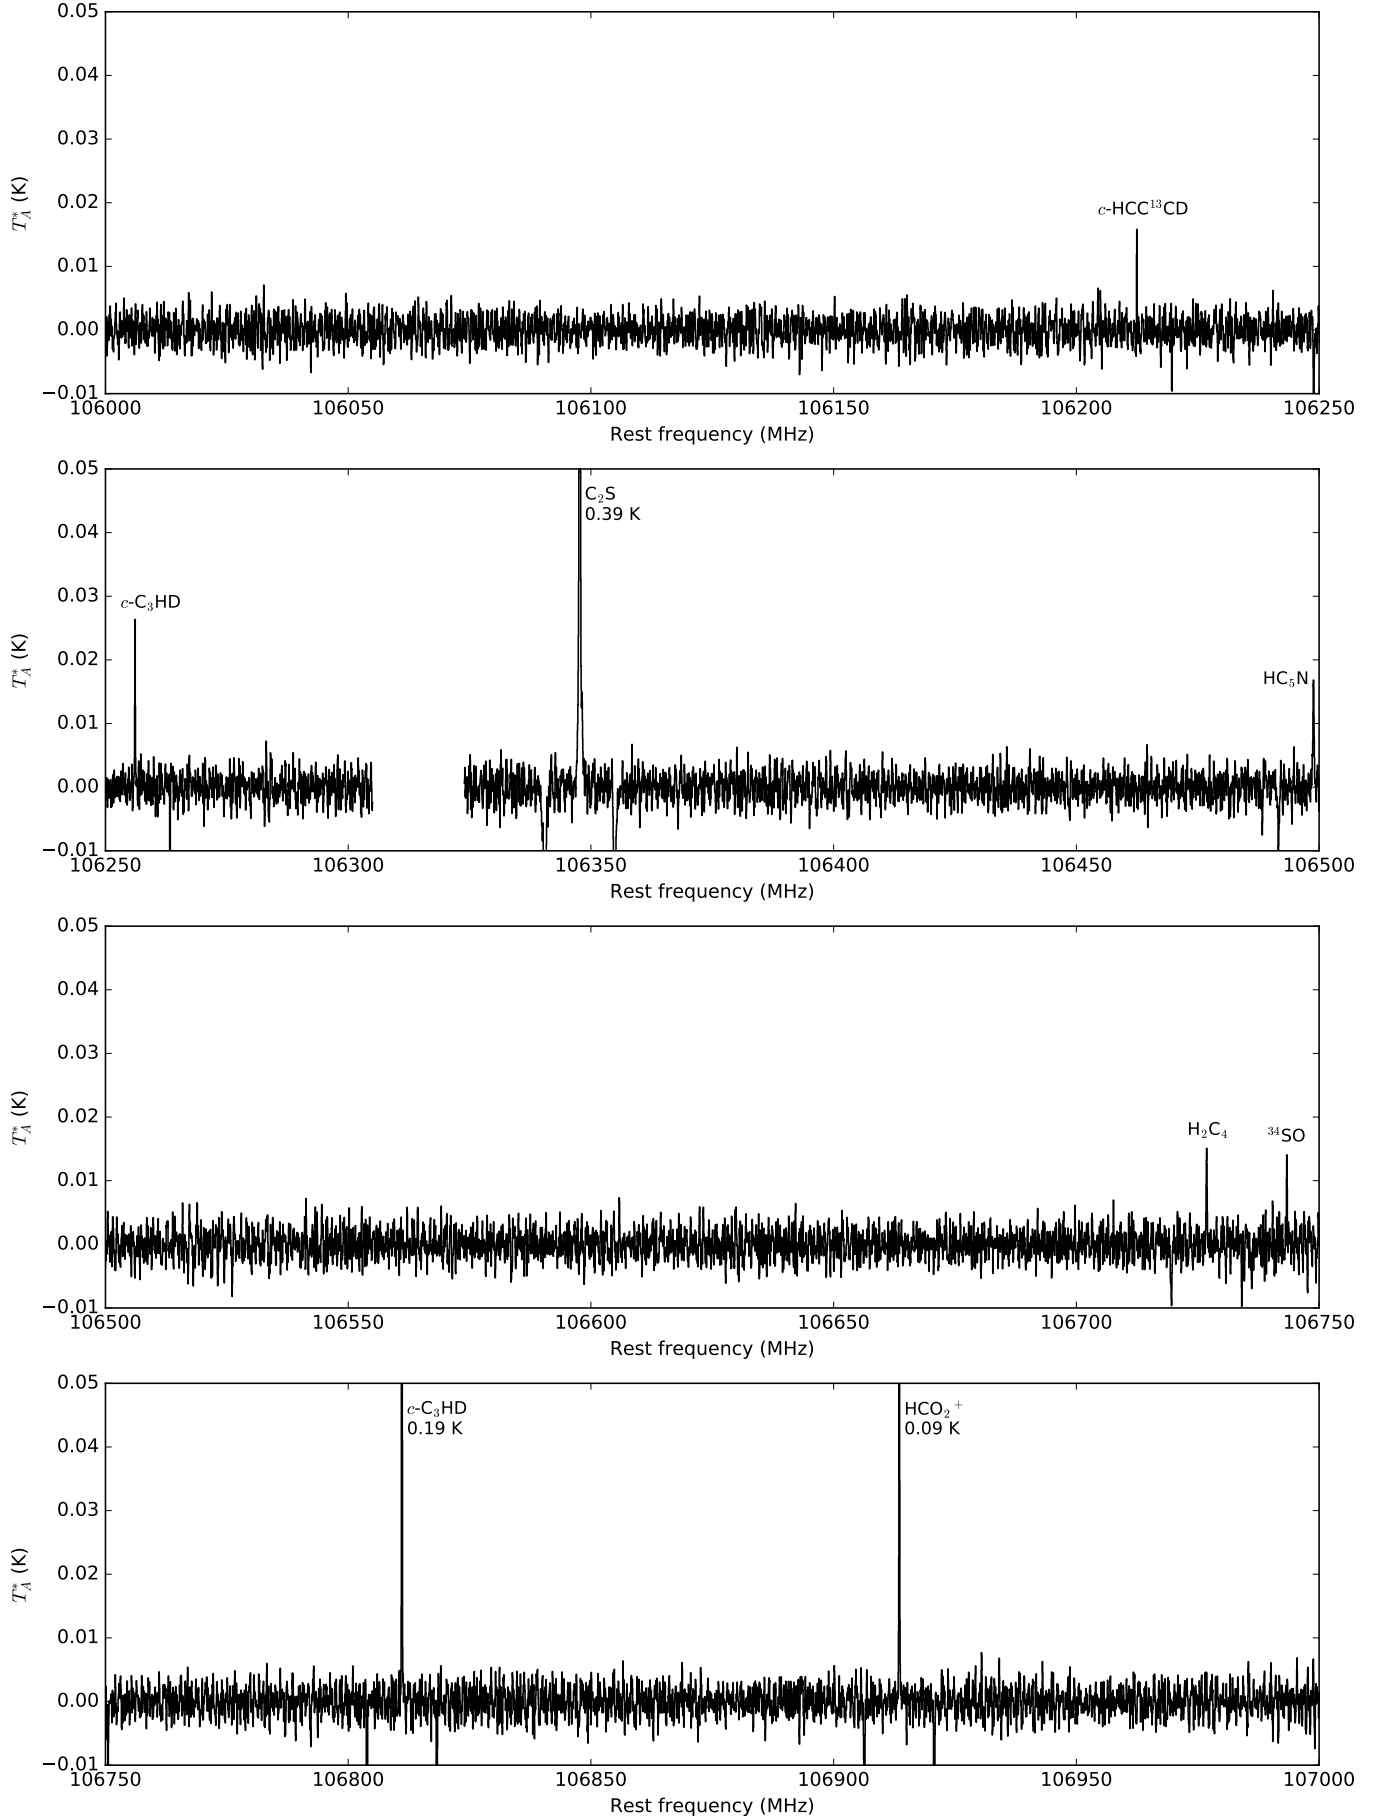 0.05
0.04
0.03
0.02
0.01
0.00
−0.01
T*A (K)
c-HCC¹³CD
106000 106050 106100 106150 106200 106250
Rest frequency (MHz)
0.05
0.04
0.03
0.02
0.01
0.00
−0.01
T*A (K)
C₂S
0.39 K
c-C₃HD
HC₅N
106250 106300 106350 106400 106450 106500
Rest frequency (MHz)
0.05
0.04
0.03
0.02
0.01
0.00
−0.01
T*A (K)
H₂C₄ ³⁴SO
106500 106550 106600 106650 106700 106750
Rest frequency (MHz)
0.05
0.04
0.03
0.02
0.01
0.00
−0.01
T*A (K)
c-C₃HD
0.19 K
HCO₂⁺
0.09 K
106750 106800 106850 106900 106950 107000
Rest frequency (MHz)